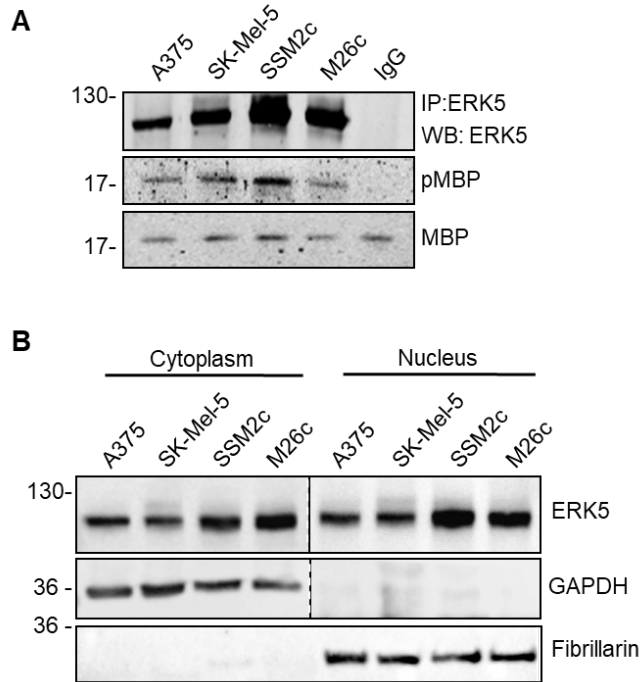 A
A375 SK-Mel-5 SSM2c M26c IgG
130-
IP:ERK5
WB: ERK5
17-
pMBP
17-
MBP
B
Cytoplasm Nucleus
A375 SK-Mel-5 SSM2c M26c A375 SK-Mel-5 SSM2c M26c
130-
ERK5
36 -
GAPDH
36 -
Fibrillarin